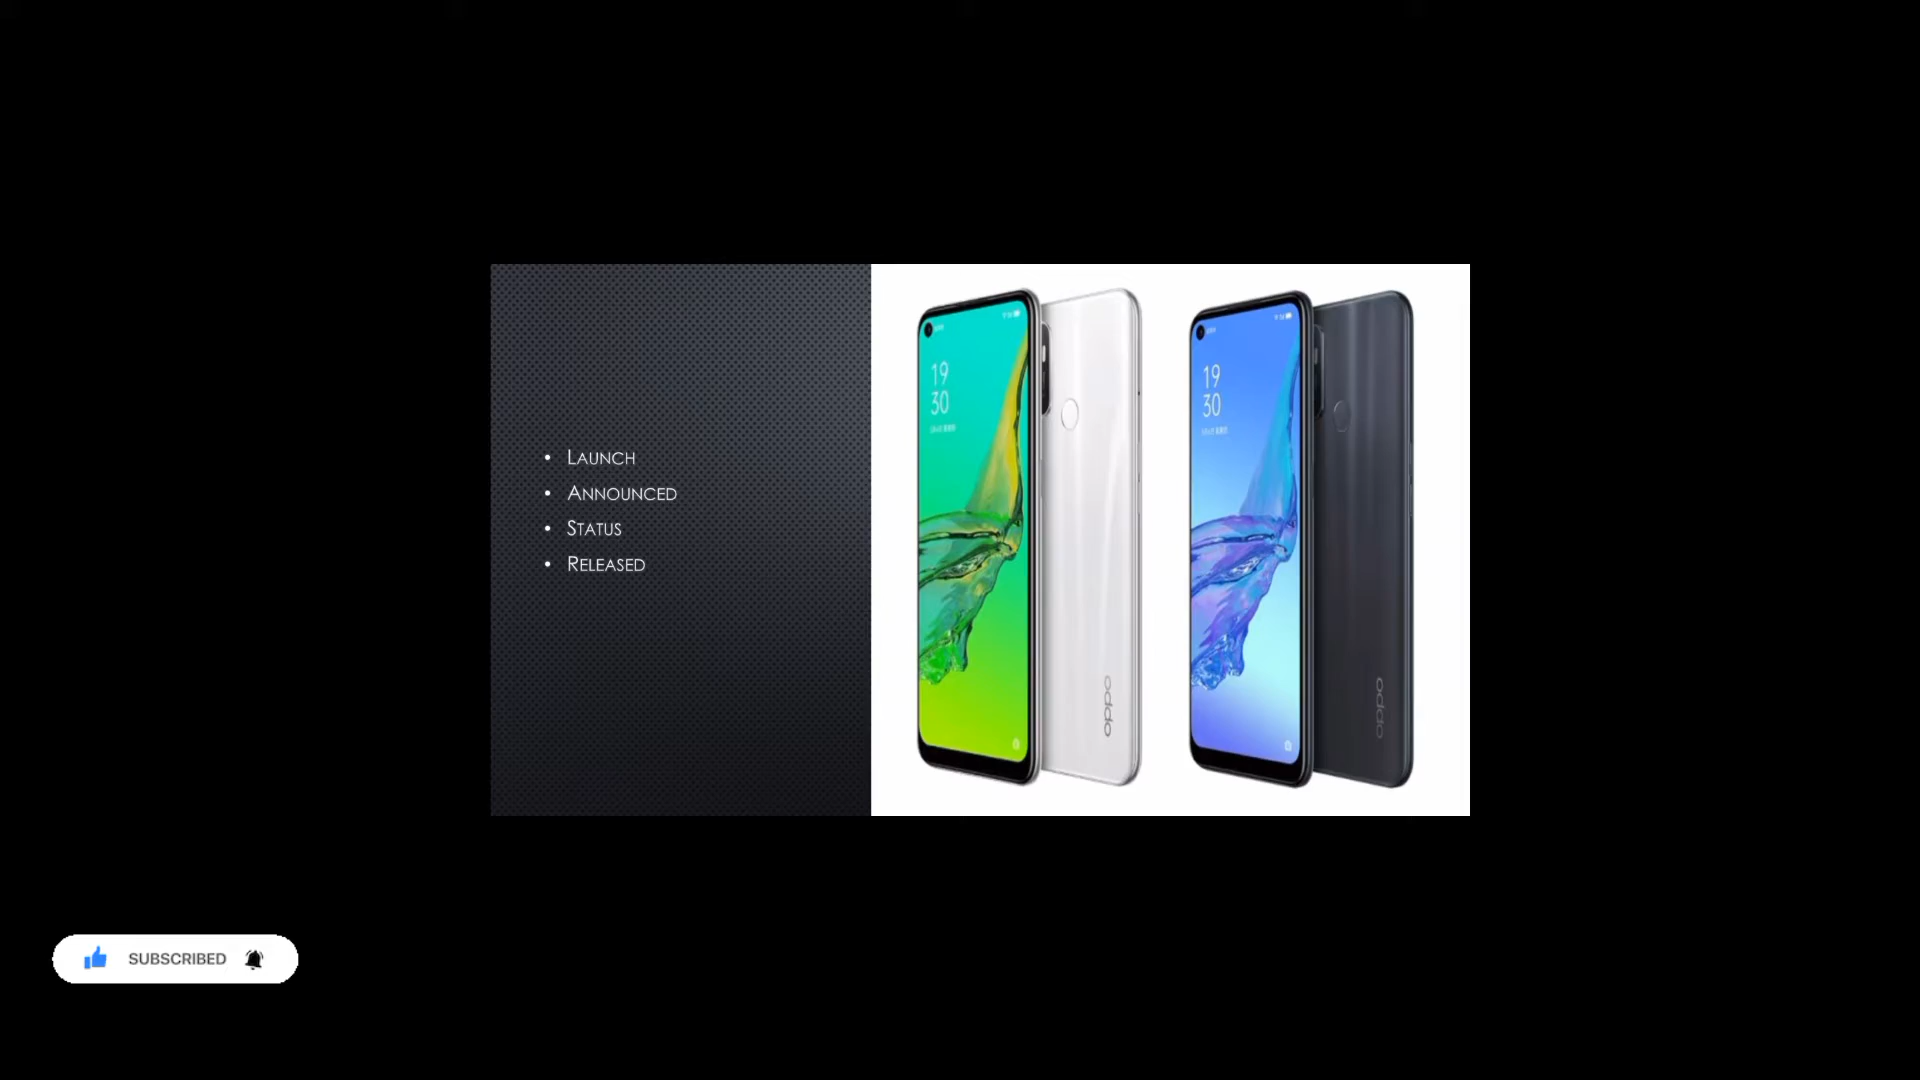 • LAUNCH
• ANNOUNCED
• STATUS
• RELEASED
19
30
oppo
19
30
oppo
SUBSCRIBED